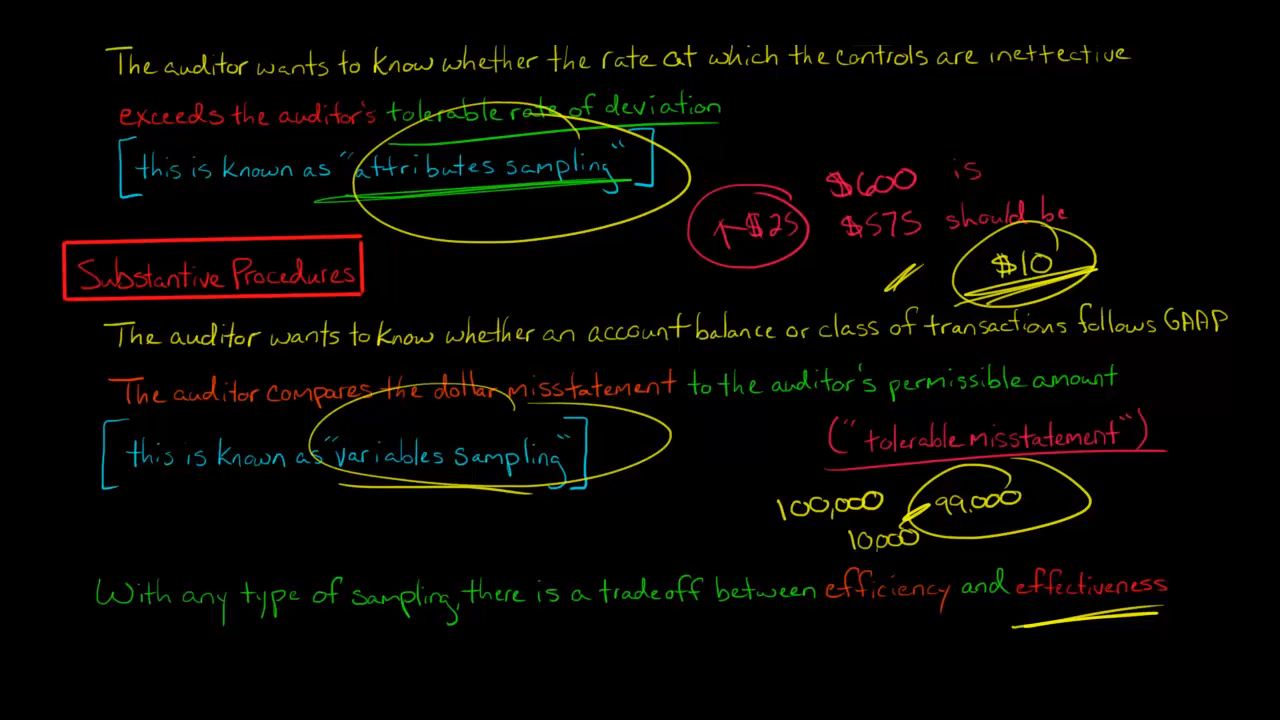 The auditor wants to know whether the rate at which the controls are ineffective
exceeds the auditor's tolerable rate of deviation
[this is known as "attributes sampling"]
$600 is
↑$25 $575 should be
$10
Substantive Procedures
The auditor wants to know whether an account balance or class of transactions follows GAAP
The auditor compares the dollar misstatement to the auditor's permissible amount
("tolerable misstatement")
[this is known as "variables sampling"]
100,000 99,000
10,000
With any type of sampling, there is a tradeoff between efficiency and effectiveness